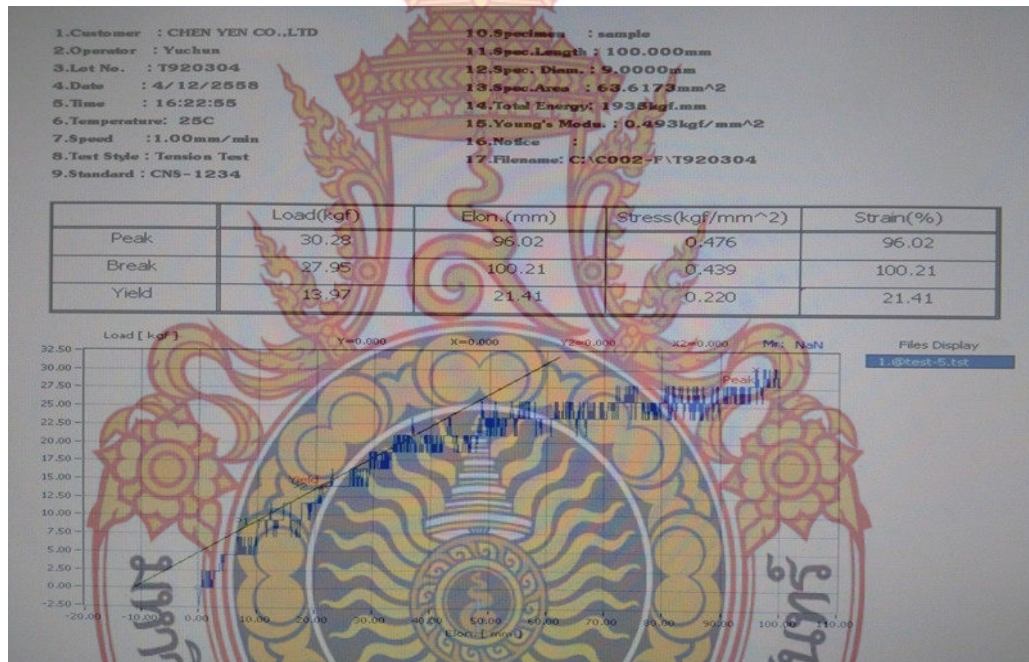 1.Customer : CHEN YEN CO.,LTD
2.Operator : Yuchun
3.Lot No. : T920304
4.Date : 4/12/2558
5.Time : 16:22:55
6.Temperature: 25C
7.Speed :1.00mm/min
8.Test Style : Tension Test
9.Standard : CNS-1234
10.Specimen : sample
11.Spec.Length : 100.000mm
12.Spec. Diam. : 9.0000mm
13.Spec.Area : 63.6173mm^2
14.Total Energy: 1938kgf.mm
15.Young's Modu. : 0.493kgf/mm^2
16.Notice :
17.Filename: C:\C002-F\T920304
Load(kgf) Elon.(mm) Stress(kgf/mm^2) Strain(%)
Peak 30.28 96.02 0.476 96.02
Break 27.95 100.21 0.439 100.21
Yield 13.97 21.41 0.220 21.41
Load [ kgf ] Y=0.000 X=0.000 Y2=0.000 X2=0.000 Mr: NaN
Files Display
1.@test-5.tst
32.50
30.00
27.50
25.00
22.50
20.00
17.50
15.00
12.50
10.00
7.50
5.00
2.50
0.00
-2.50
Peak
Yield
-20.00 -10.00 0.00 10.00 20.00 30.00 40.00 50.00 60.00 70.00 80.00 90.00 100.00 110.00
Elon. [ mm ]